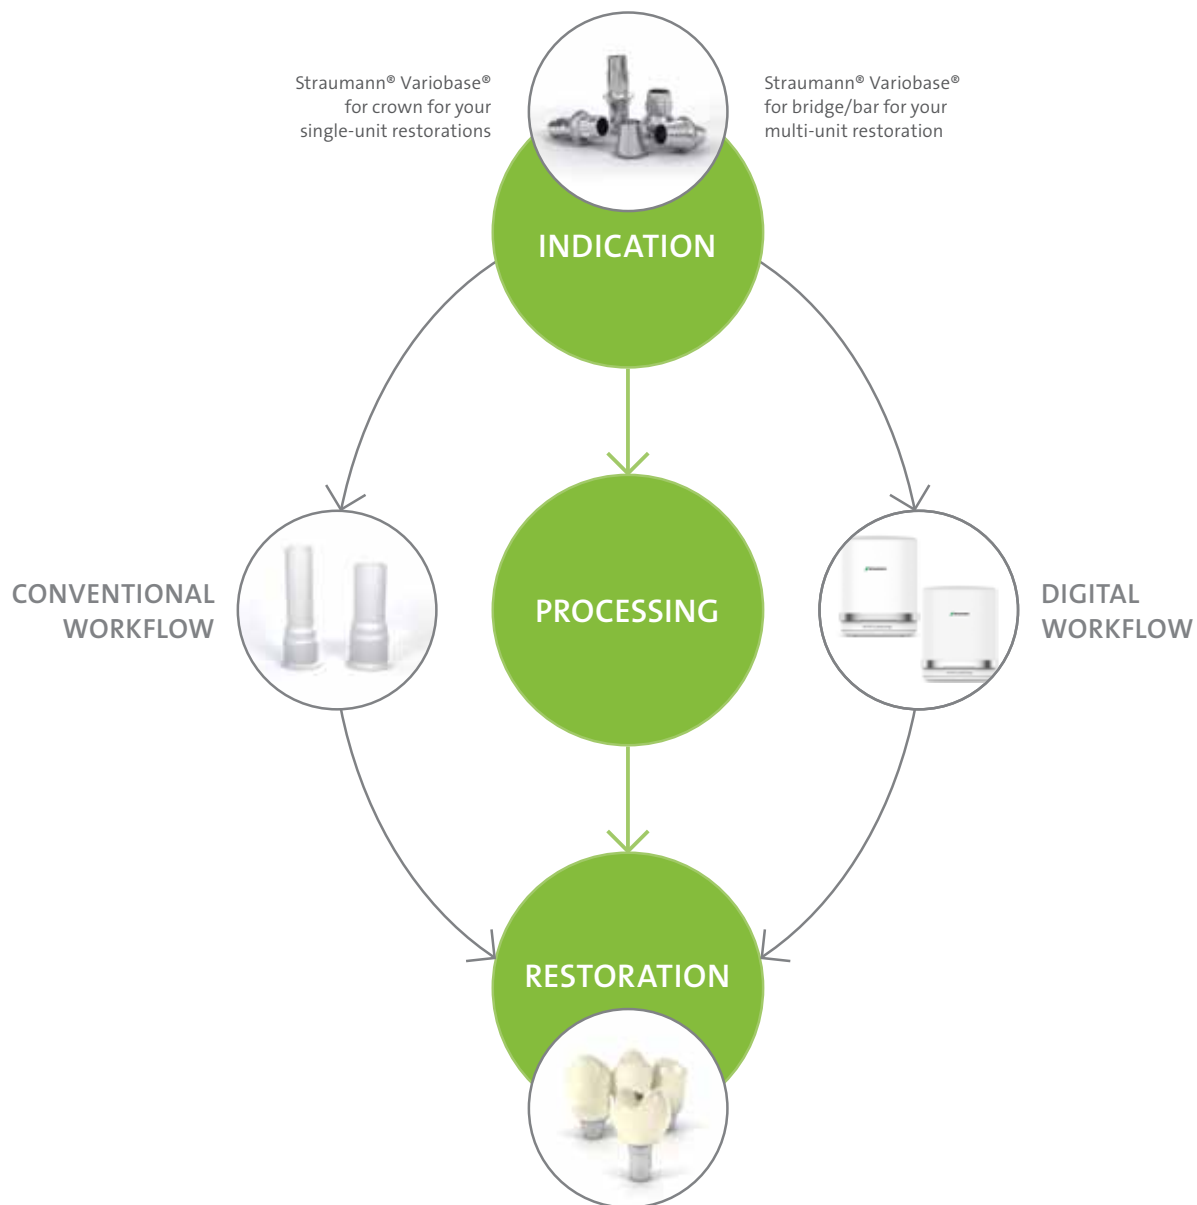 Straumann® Variobase®
for crown for your
single-unit restorations
Straumann® Variobase®
for bridge/bar for your
multi-unit restoration
INDICATION
CONVENTIONAL
WORKFLOW
PROCESSING
DIGITAL
WORKFLOW
RESTORATION